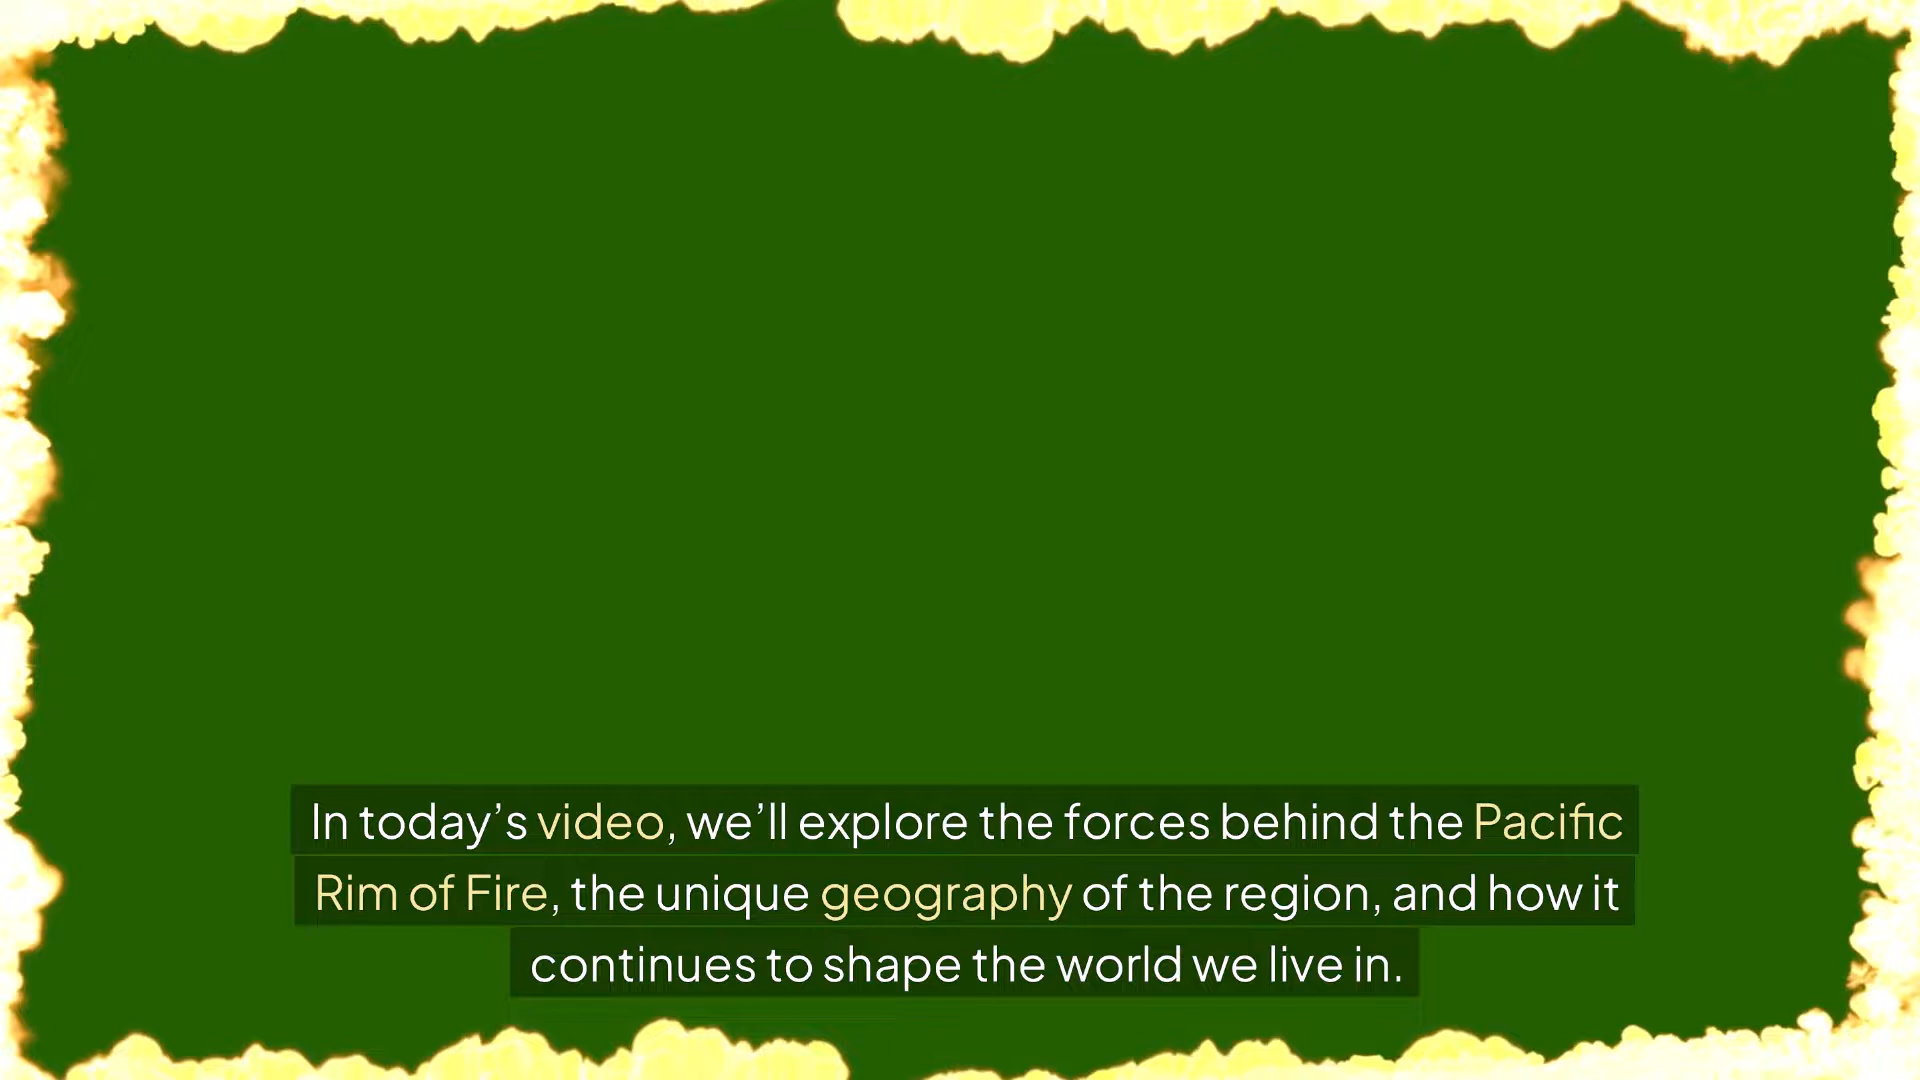 In today’s video, we’ll explore the forces behind the Pacific
Rim of Fire, the unique geography of the region, and how it
continues to shape the world we live in.